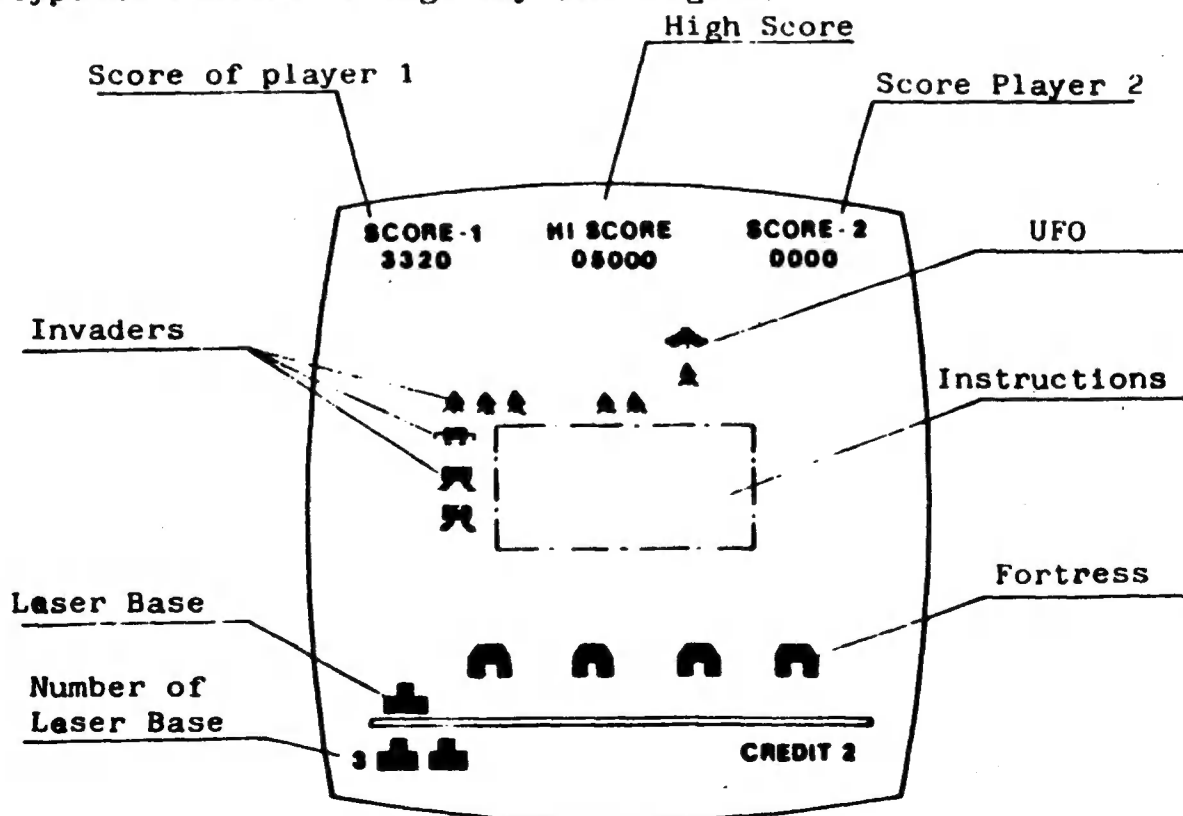 High Score
Score of player 1
Score Player 2
SCORE-1 HI SCORE SCORE-2
3320 05000 0000
UFO
Invaders
Instructions
Fortress
Laser Base
Number of
Laser Base
3
CREDIT 2